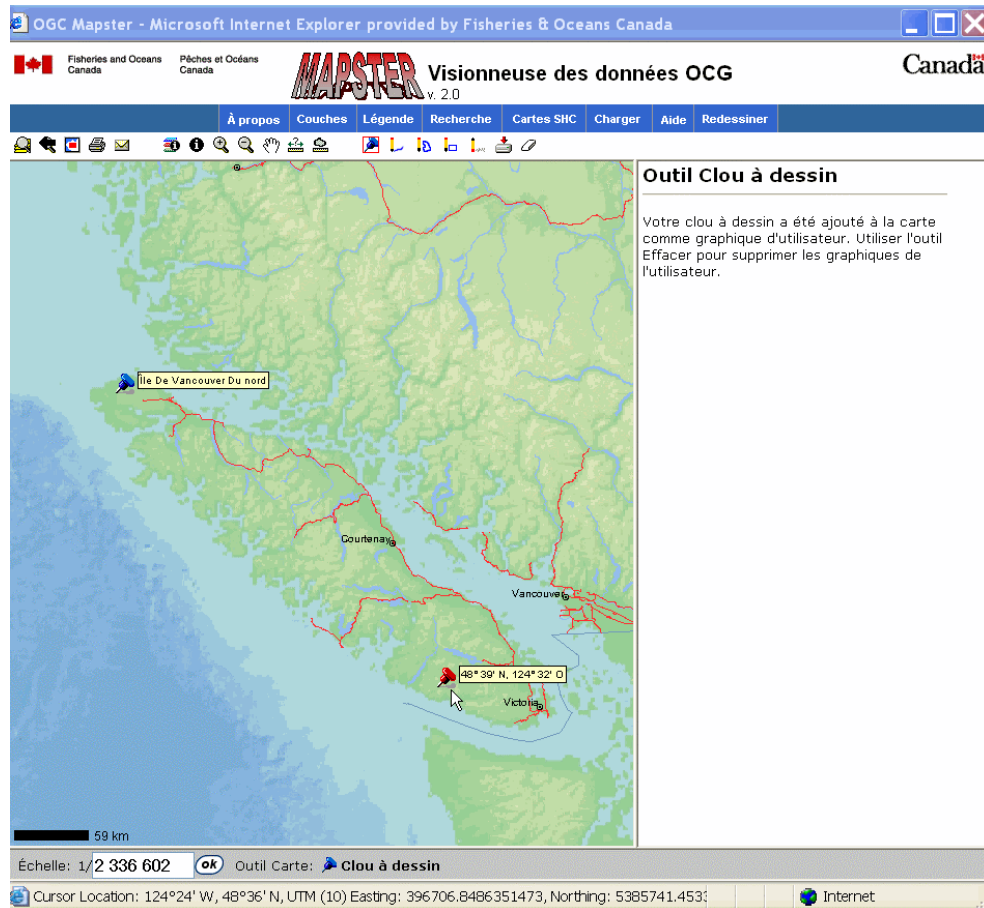 OGC Mapster - Microsoft Internet Explorer provided by Fisheries & Oceans Canada
Fisheries and Oceans Canada
Pêches et Océans Canada
MAPSTER
v. 2.0
Visionneuse des données OCG
Canada
À propos Couches Légende Recherche Cartes SHC Charger Aide Redessiner
Outil Clou à dessin
Votre clou à dessin a été ajouté à la carte
comme graphique d'utilisateur. Utiliser l'outil
Effacer pour supprimer les graphiques de
l'utilisateur.
Île De Vancouver Du nord
Courtenay
Vancouver
48° 39' N, 124° 32' O
Victoria
59 km
Échelle: 1/2 336 602 ok Outil Carte: Clou à dessin
Cursor Location: 124°24' W, 48°36' N, UTM (10) Easting: 396706.8486351473, Northing: 5385741.453 Internet